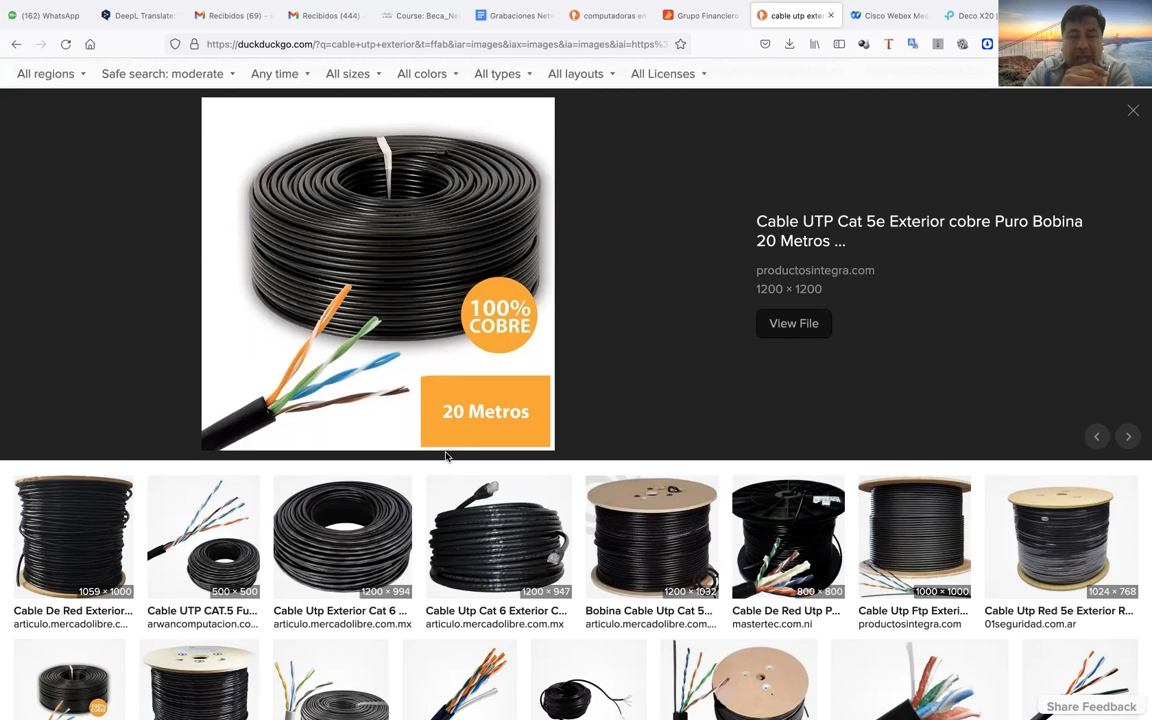 (162) WhatsApp
DeepL Translate:
Recibidos (69) –
Recibidos (444)
Course: Beca_Ne
Grabaciones Net
computadoras en
Grupo Financiero
cable utp exter
Cisco Webex Me
Deco X20 |
https://duckduckgo.com/?q=cable+utp+exterior&t=ffab&iar=images&iax=images&ia=images&iai=https%3
All regions
Safe search: moderate
Any time
All sizes
All colors
All types
All layouts
All Licenses
100%
COBRE
20 Metros
Cable UTP Cat 5e Exterior cobre Puro Bobina
20 Metros ...
productosintegra.com
1200 × 1200
View File
1059 × 1000
500 × 500
1200 × 994
1200 × 947
1200 × 1032
800 × 800
1000 × 1000
1024 × 768
Cable De Red Exterior...
Cable UTP CAT.5 Fu...
Cable Utp Exterior Cat 6 ...
Cable Utp Cat 6 Exterior C...
Bobina Cable Utp Cat 5...
Cable De Red Utp P...
Cable Utp Ftp Exteri...
Cable Utp Red 5e Exterior R...
articulo.mercadolibre.c...
arwancomputacion.co...
articulo.mercadolibre.com.mx
articulo.mercadolibre.com.mx
articulo.mercadolibre.com....
mastertec.com.ni
productosintegra.com
01seguridad.com.ar
100%
Share Feedback